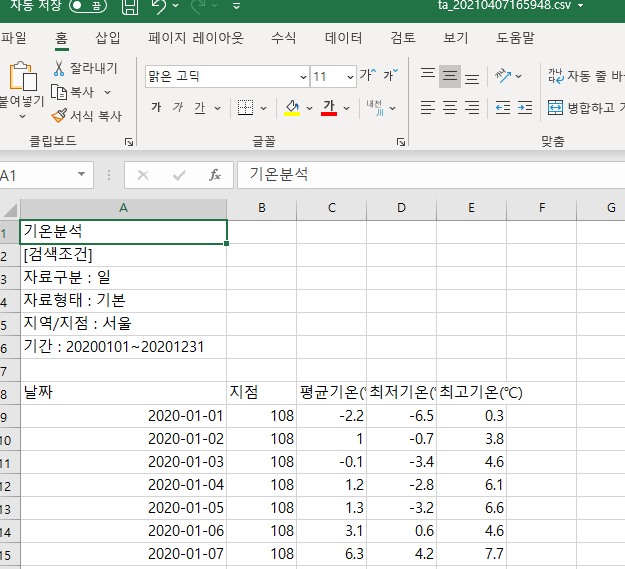 자동 저장 끔 ta_20210407165948.csv
파일 홈 삽입 페이지 레이아웃 수식 데이터 검토 보기 도움말
잘라내기
붙여넣기 복사
서식 복사
맑은 고딕 11 가 가
가 가 가 가 내천
자동 줄 바
병합하고 가
클립보드 글꼴 맞춤
A1 fx 기온분석
A B C D E F G
1 기온분석
2 [검색조건]
3 자료구분 : 일
4 자료형태 : 기본
5 지역/지점 : 서울
6 기간 : 20200101~20201231
7
8 날짜 지점 평균기온(℃ 최저기온(℃ 최고기온(℃)
9 2020-01-01 108 -2.2 -6.5 0.3
10 2020-01-02 108 1 -0.7 3.8
11 2020-01-03 108 -0.1 -3.4 4.6
12 2020-01-04 108 1.2 -2.8 6.1
13 2020-01-05 108 1.3 -3.2 6.6
14 2020-01-06 108 3.1 0.6 4.6
15 2020-01-07 108 6.3 4.2 7.7